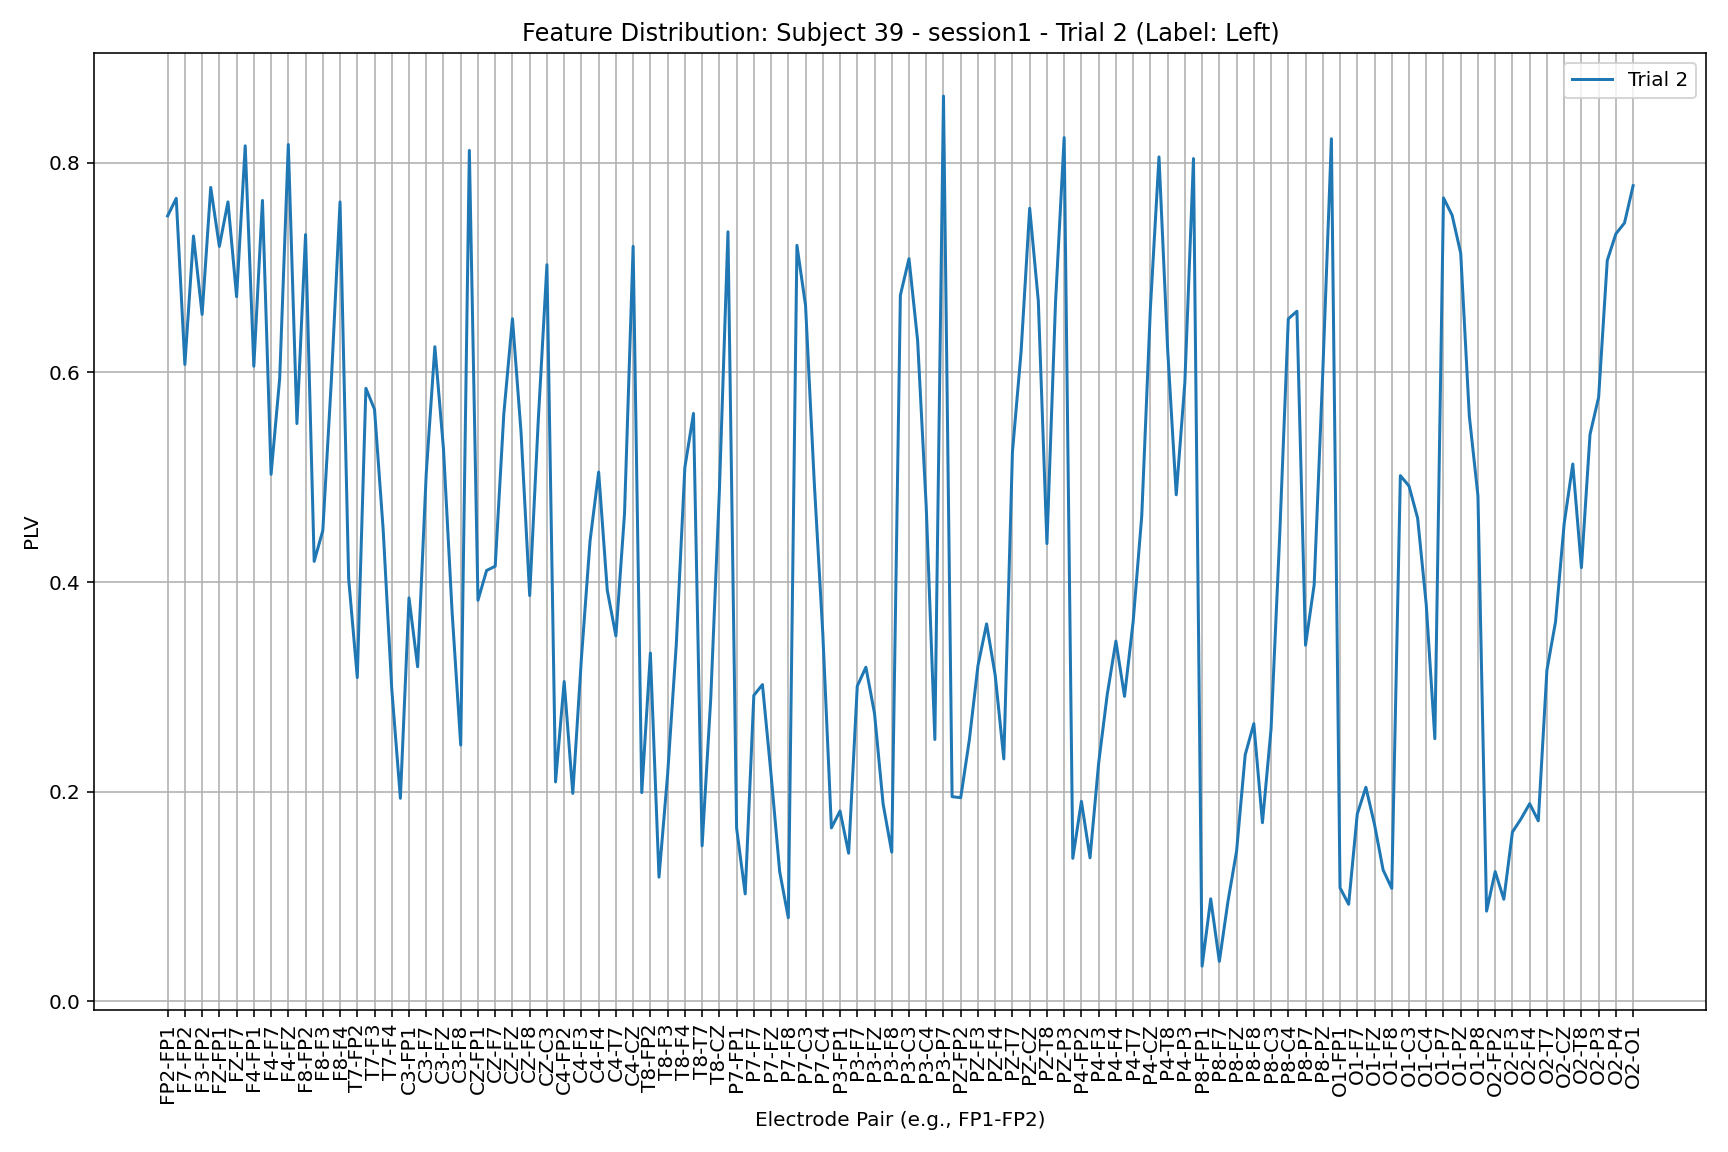 Feature Distribution: Subject 39 - session1 - Trial 2 (Label: Left)
Trial 2
0.8
0.6
0.4
0.2
0.0
PLV
FP2-FP1
F7-FP2
F3-FP2
FZ-FP1
FZ-F7
F4-FP1
F4-F7
F4-FZ
F8-FP2
F8-F3
F8-F4
T7-FP2
T7-F3
T7-F4
C3-FP1
C3-F7
C3-FZ
C3-F8
CZ-FP1
CZ-F7
CZ-FZ
CZ-F8
CZ-C3
C4-FP2
C4-F3
C4-F4
C4-T7
C4-CZ
T8-FP2
T8-F3
T8-F4
T8-T7
T8-CZ
P7-FP1
P7-F7
P7-FZ
P7-F8
P7-C3
P7-C4
P3-FP1
P3-F7
P3-FZ
P3-F8
P3-C3
P3-C4
P3-P7
PZ-FP2
PZ-F3
PZ-F4
PZ-T7
PZ-CZ
PZ-T8
PZ-P3
P4-FP2
P4-F3
P4-F4
P4-T7
P4-CZ
P4-T8
P4-P3
P8-FP1
P8-F7
P8-FZ
P8-F8
P8-C3
P8-C4
P8-P7
P8-PZ
O1-FP1
O1-F7
O1-FZ
O1-F8
O1-C3
O1-C4
O1-P7
O1-PZ
O1-P8
O2-FP2
O2-F3
O2-F4
O2-T7
O2-CZ
O2-T8
O2-P3
O2-P4
O2-O1
Electrode Pair (e.g., FP1-FP2)